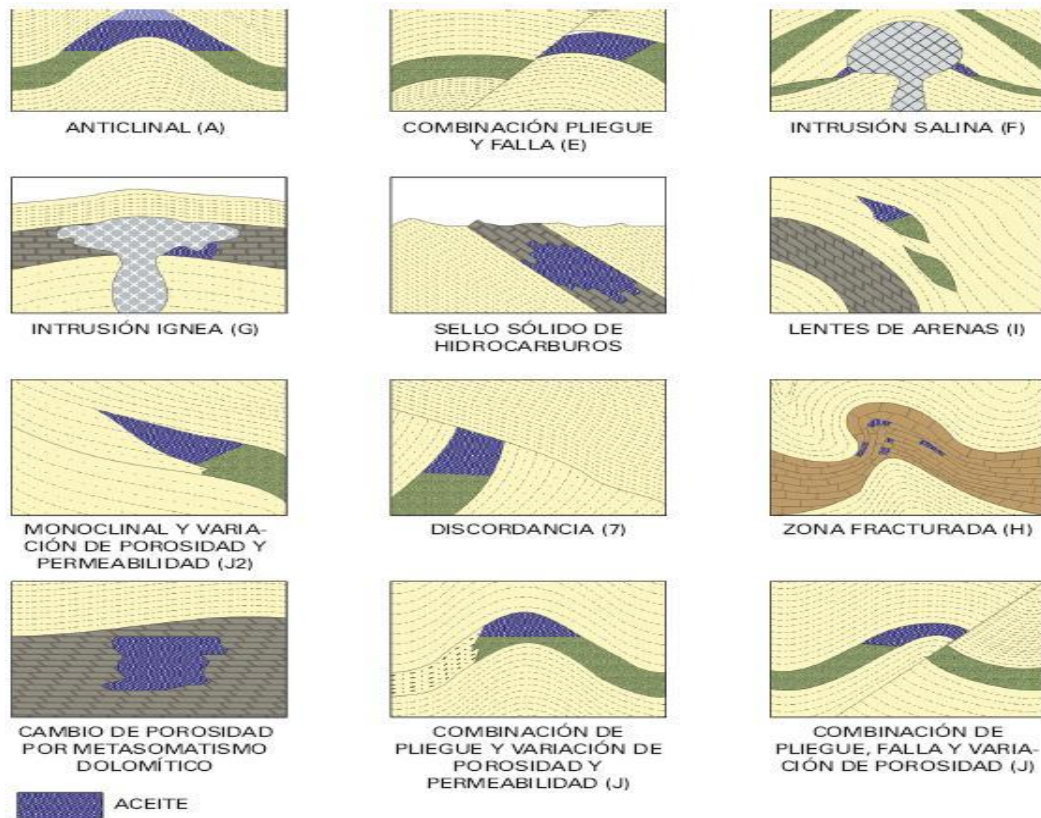 ANTICLINAL (A)
COMBINACIÓN PLIEGUE
Y FALLA (E)
INTRUSIÓN SALINA (F)
INTRUSIÓN IGNEA (G)
SELLO SÓLIDO DE
HIDROCARBUROS
LENTES DE ARENAS (I)
MONOCLINAL Y VARIA-
CIÓN DE POROSIDAD Y
PERMEABILIDAD (J2)
DISCORDANCIA (7)
ZONA FRACTURADA (H)
CAMBIO DE POROSIDAD
POR METASOMATISMO
DOLOMÍTICO
COMBINACIÓN DE
PLIEGUE Y VARIACIÓN DE
POROSIDAD Y
PERMEABILIDAD (J)
COMBINACIÓN DE
PLIEGUE, FALLA Y VARIA-
CIÓN DE POROSIDAD (J)
ACEITE